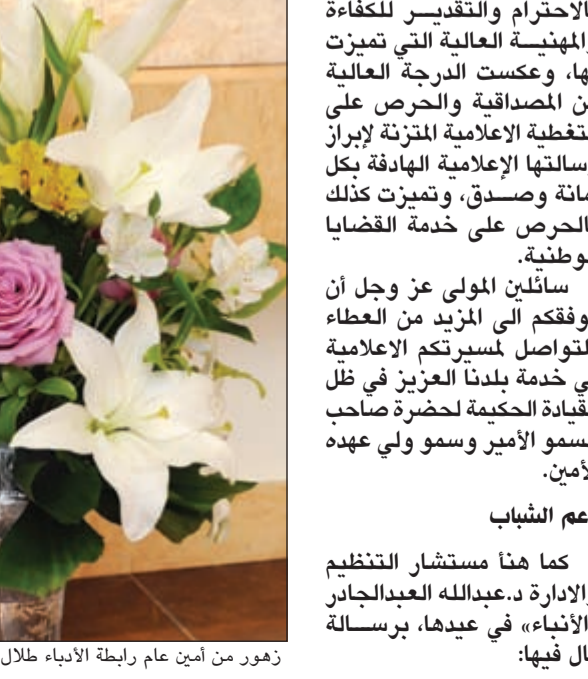 بالاحترام والتقدير للكفاءة
والمهنية العالية التي تميزت
بها، وعكست الدرجة العالية
من المصداقية والحرص على
التغطية الاعلامية المتزنة لإبراز
رسالتها الإعلامية الهادفة بكل
أمانة وصدق، وتميزت كذلك
بالحرص على خدمة القضايا
الوطنية.
سائلين المولى عز وجل أن
يوفقكم الى المزيد من العطاء
لتواصل لمسيرتكم الاعلامية
في خدمة بلدنا العزيز في ظل
القيادة الحكيمة لحضرة صاحب
السمو الأمير وسمو ولي عهده
الأمين.
دعم الشباب
كما هنأ مستشار التنظيم
والادارة د.عبدالله العبدالجادر
«الأنباء» في عيدها، برسالة
قال فيها:
زهور من أمين عام رابطة الأدباء طلال